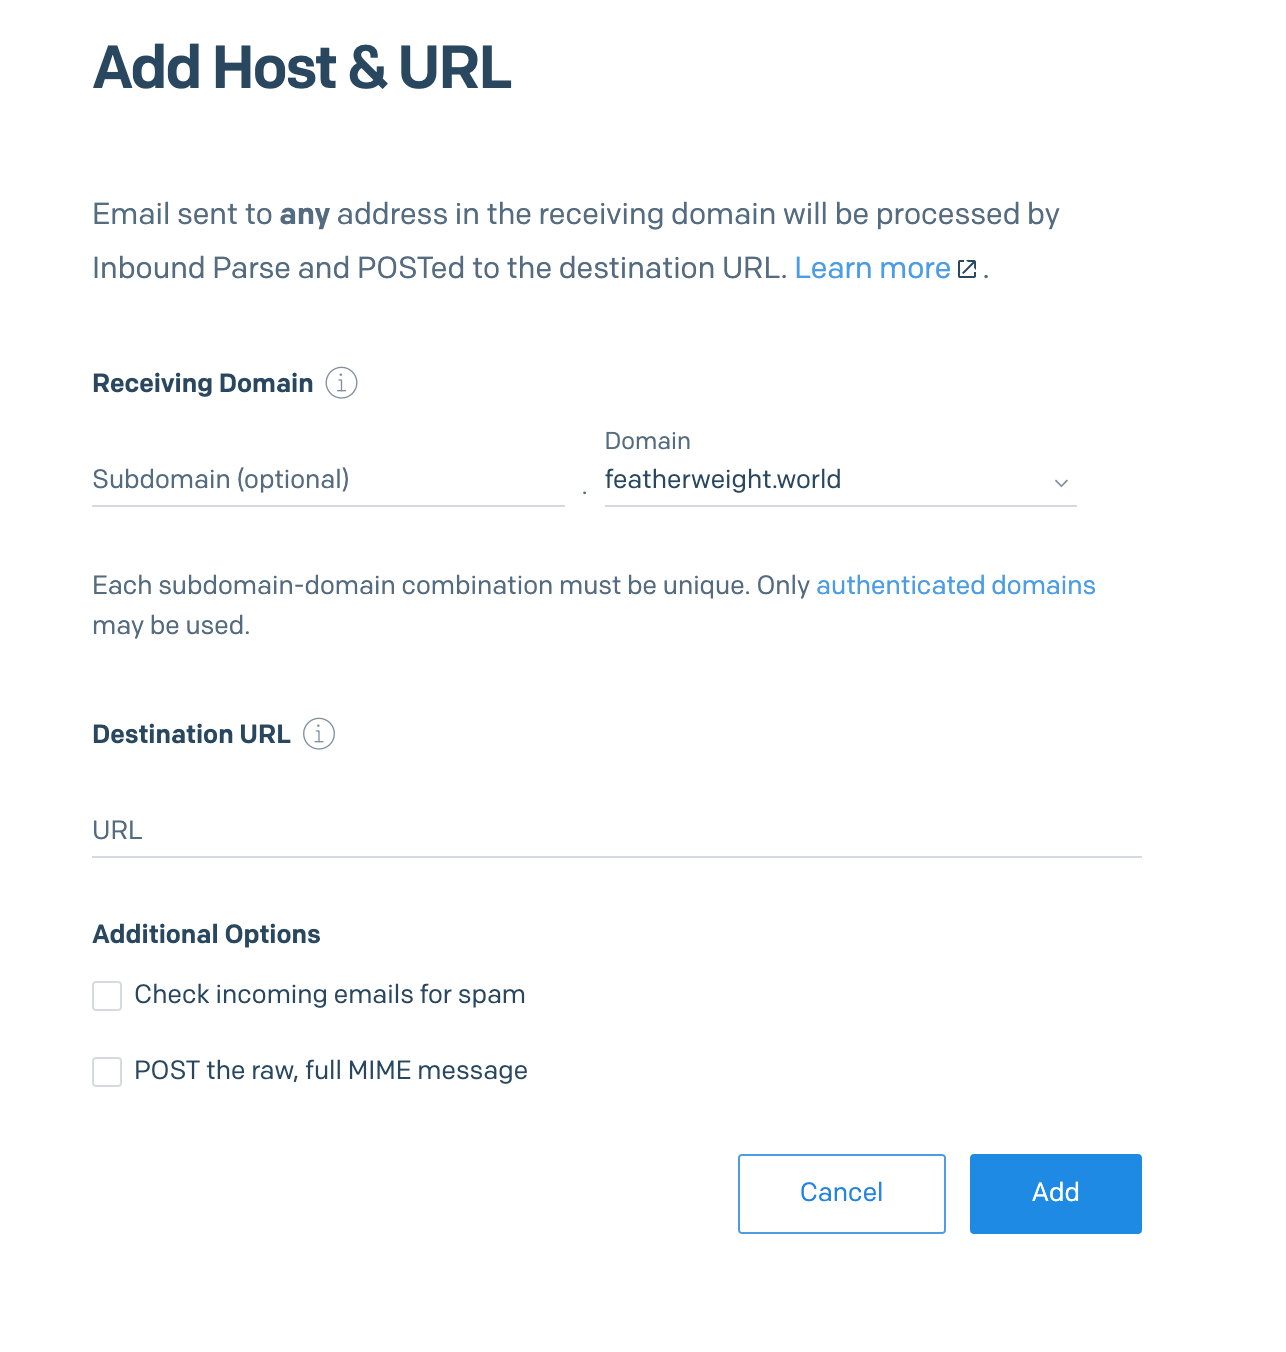 Add Host & URL
Email sent to any address in the receiving domain will be processed by
Inbound Parse and POSTed to the destination URL. Learn more .
Receiving Domain
Domain
Subdomain (optional) . featherweight.world
Each subdomain-domain combination must be unique. Only authenticated domains
may be used.
Destination URL
URL
Additional Options
Check incoming emails for spam
POST the raw, full MIME message
Cancel Add